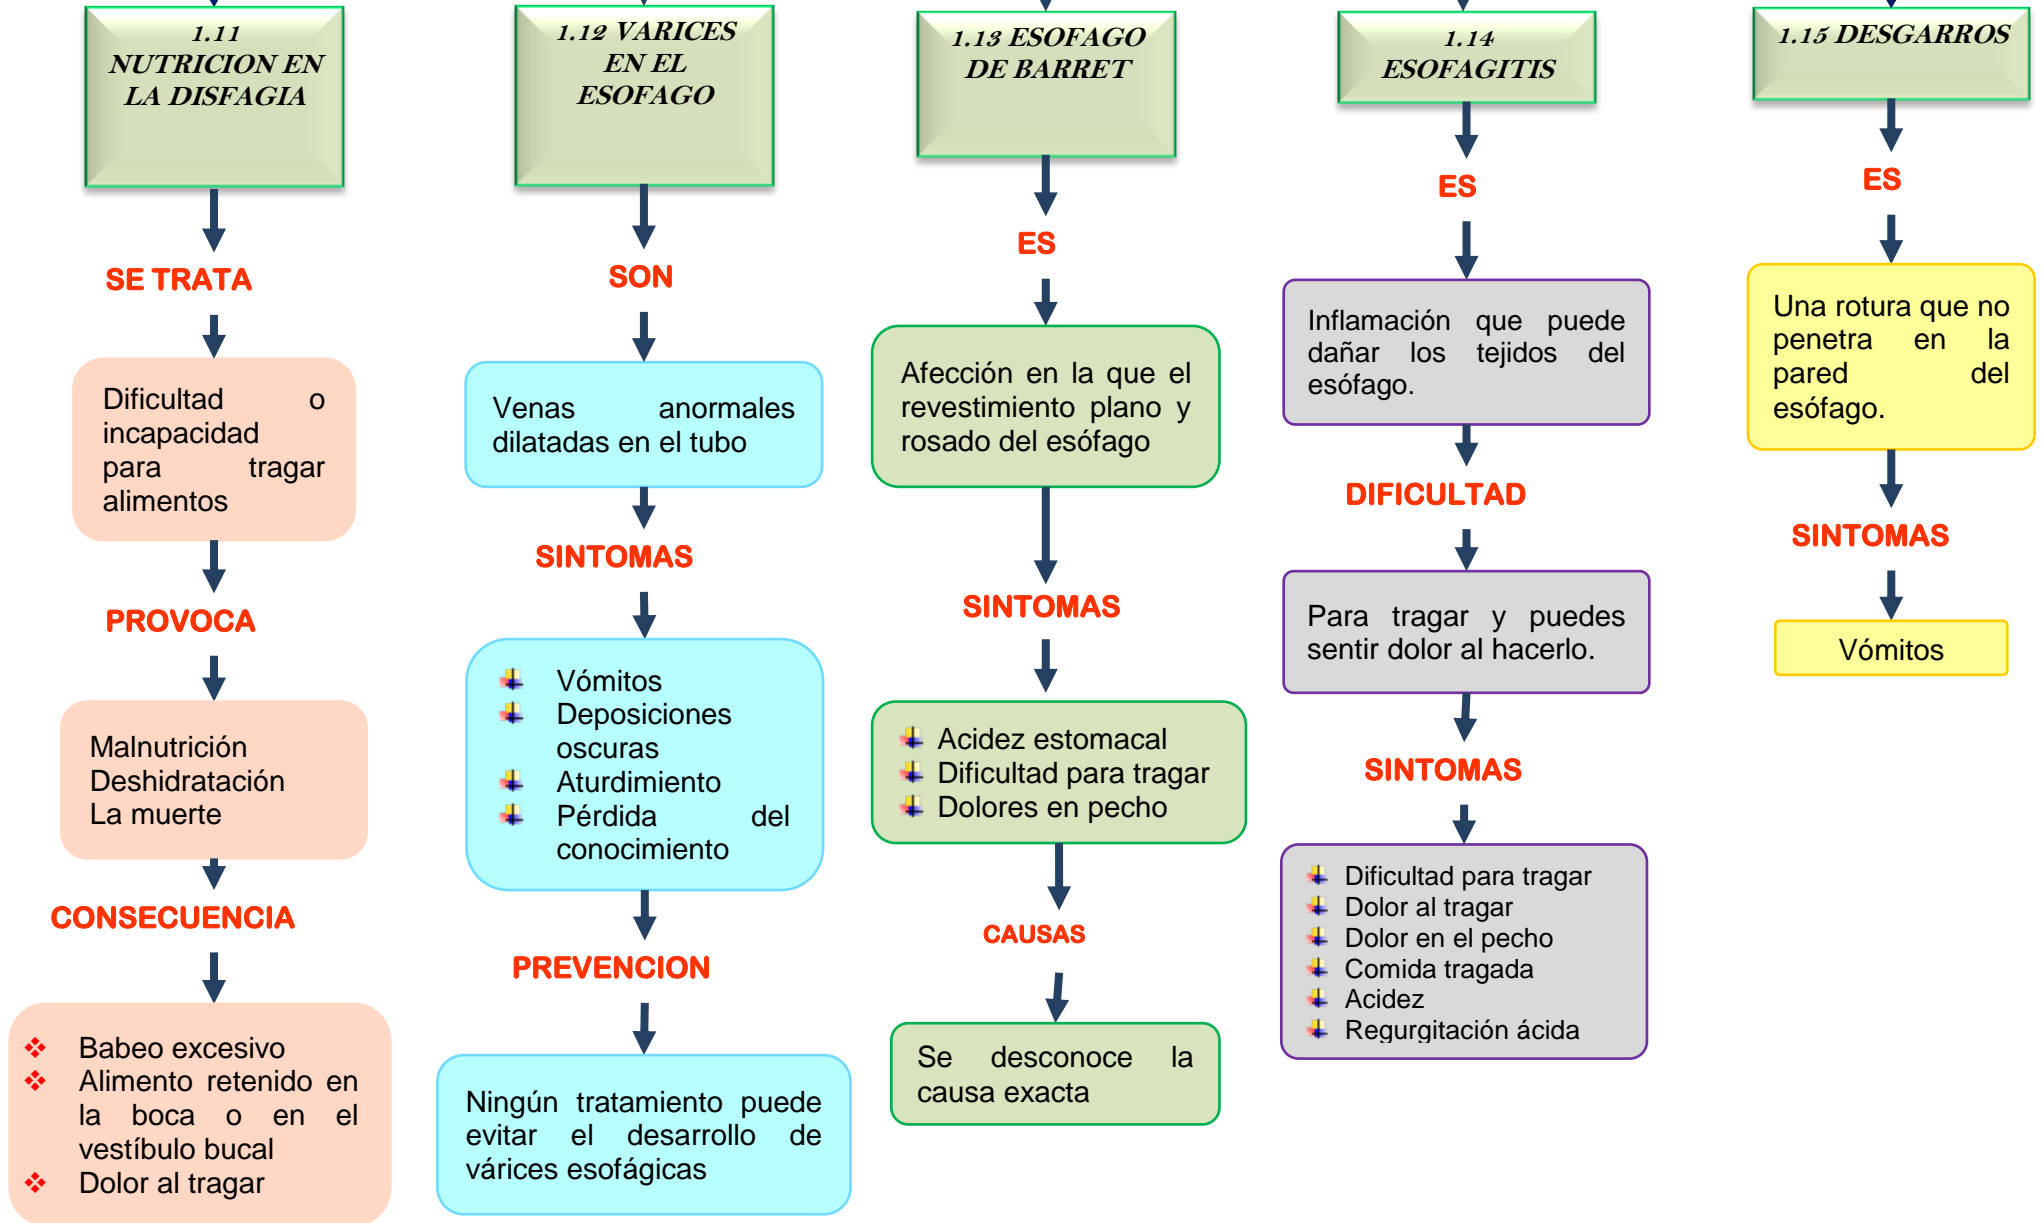 1.11
NUTRICION EN
LA DISFAGIA
SE TRATA
Dificultad o
incapacidad
para tragar
alimentos
PROVOCA
Malnutrición
Deshidratación
La muerte
CONSECUENCIA
Babeo excesivo
Alimento retenido en
la boca o en el
vestíbulo bucal
Dolor al tragar
1.12 VARICES
EN EL
ESOFAGO
SON
Venas anormales
dilatadas en el tubo
SINTOMAS
Vómitos
Deposiciones
oscuras
Aturdimiento
Pérdida del
conocimiento
PREVENCION
Ningún tratamiento puede
evitar el desarrollo de
várices esofágicas
1.13 ESOFAGO
DE BARRET
ES
Afección en la que el
revestimiento plano y
rosado del esófago
SINTOMAS
Acidez estomacal
Dificultad para tragar
Dolores en pecho
CAUSAS
Se desconoce la
causa exacta
1.14
ESOFAGITIS
ES
Inflamación que puede
dañar los tejidos del
esófago.
DIFICULTAD
Para tragar y puedes
sentir dolor al hacerlo.
SINTOMAS
Dificultad para tragar
Dolor al tragar
Dolor en el pecho
Comida tragada
Acidez
Regurgitación ácida
1.15 DESGARROS
ES
Una rotura que no
penetra en la
pared del
esófago.
SINTOMAS
Vómitos